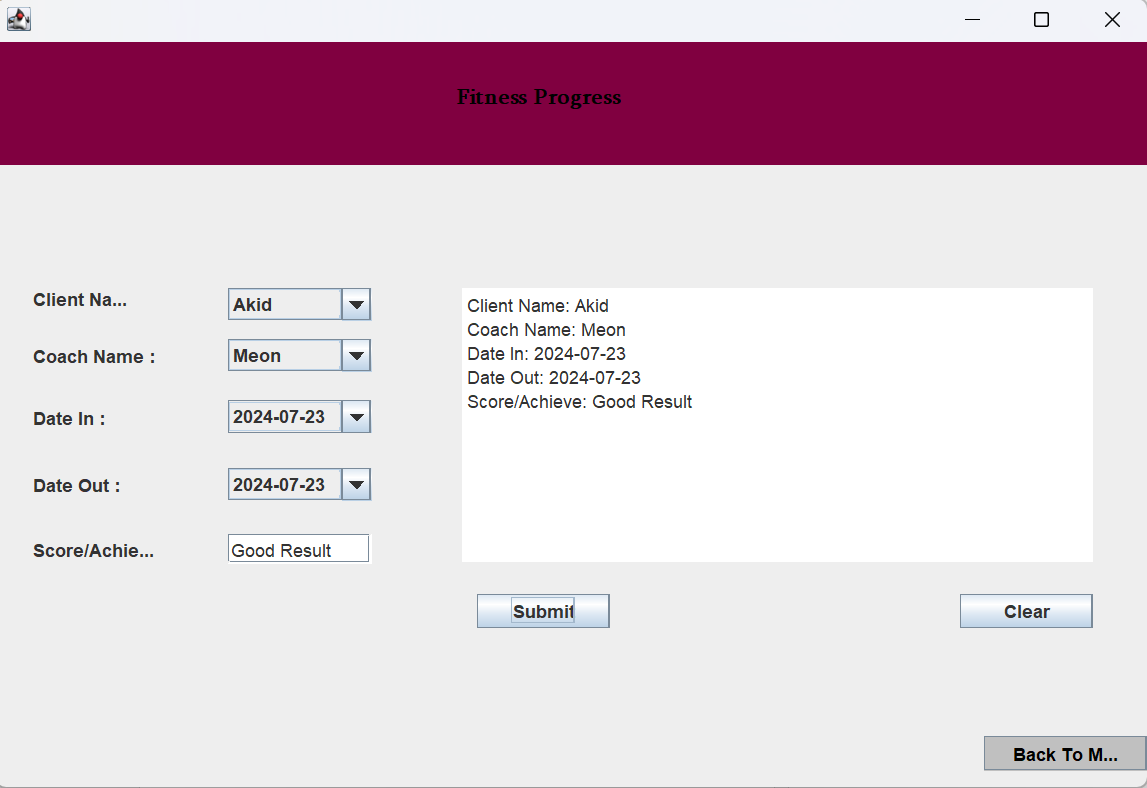 Fitness Progress
Client Na...
Akid
Coach Name :
Meon
Date In :
2024-07-23
Date Out :
2024-07-23
Score/Achie...
Good Result
Client Name: Akid
Coach Name: Meon
Date In: 2024-07-23
Date Out: 2024-07-23
Score/Achieve: Good Result
Submit
Clear
Back To M...